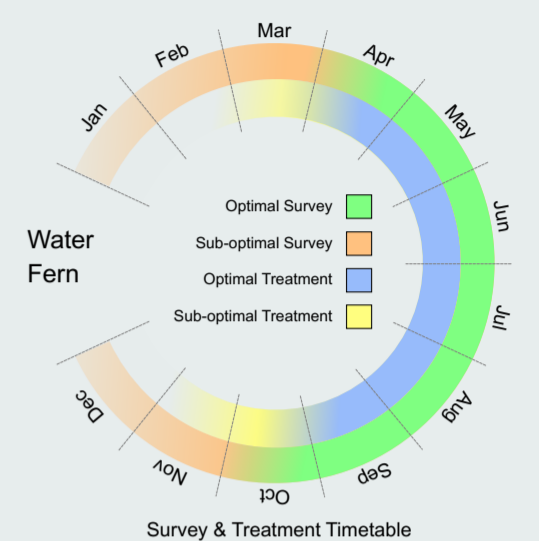 Mar
Feb
Apr
Jan
May
Optimal Survey
Jun
Sub-optimal Survey
Water
Fern
Optimal Treatment
Sub-optimal Treatment
Jul
Dec
Aug
Nov
Sep
Oct
Survey & Treatment Timetable